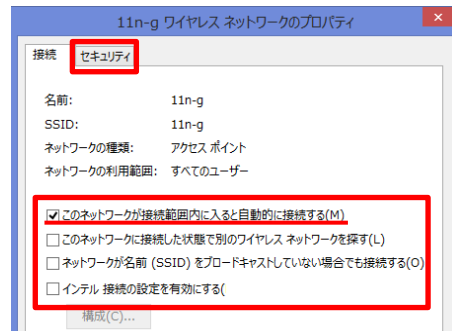 11n-g ワイヤレス ネットワークのプロパティ
接続 セキュリティ
名前: 11n-g
SSID: 11n-g
ネットワークの種類: アクセス ポイント
ネットワークの利用範囲: すべてのユーザー
このネットワークが接続範囲内に入ると自動的に接続する(M)
このネットワークに接続した状態で別のワイヤレス ネットワークを探す(L)
ネットワークが名前 (SSID) をブロードキャストしていない場合でも接続する(O)
インテル 接続の設定を有効にする(
構成(C)...